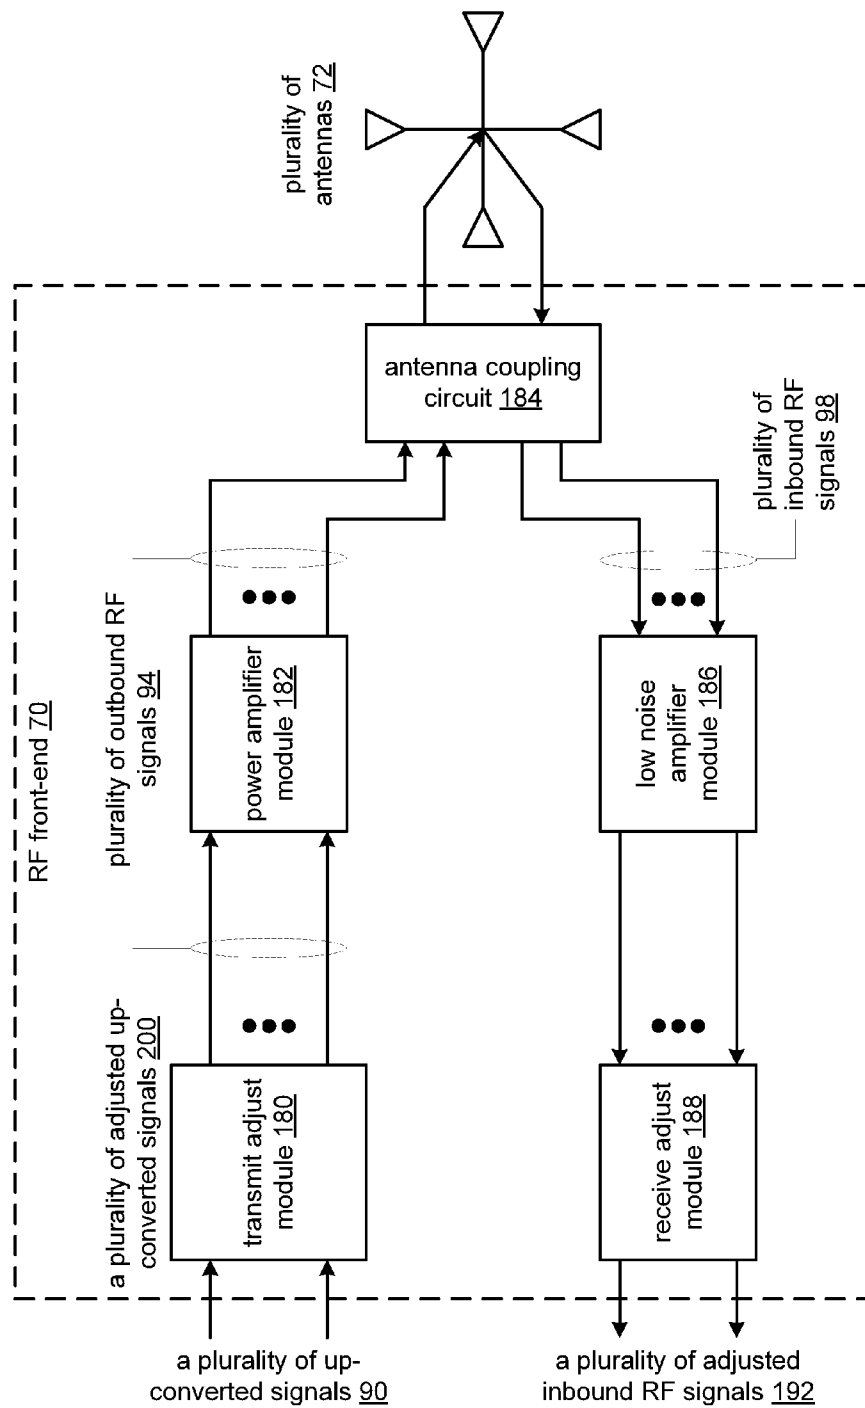 plurality of
antennas 72
antenna coupling
circuit 184
plurality of
inbound RF
signals 98
RF front-end 70
plurality of outbound RF
signals 94
power amplifier
module 182
low noise
amplifier
module 186
a plurality of adjusted up-
converted signals 200
transmit adjust
module 180
receive adjust
module 188
a plurality of up-
converted signals 90
a plurality of adjusted
inbound RF signals 192